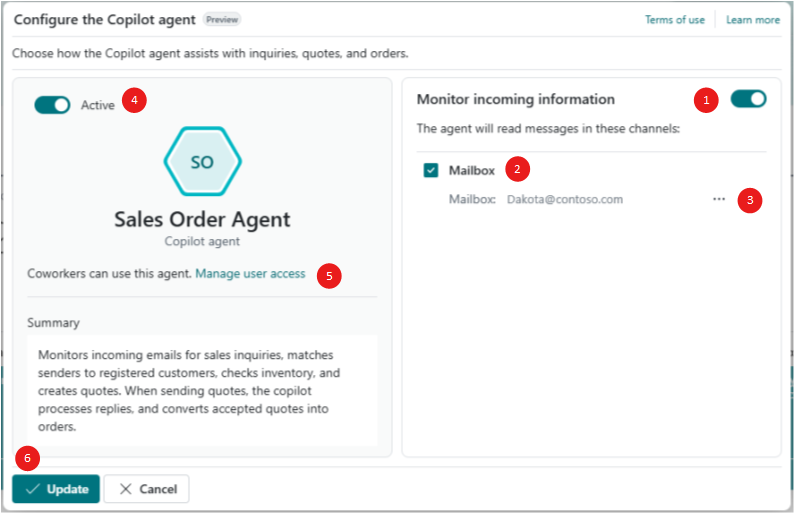 Configure the Copilot agent Preview Terms of use Learn more
Choose how the Copilot agent assists with inquiries, quotes, and orders.
Active 4
SO
Sales Order Agent
Copilot agent
Coworkers can use this agent. Manage user access 5
Summary
Monitors incoming emails for sales inquiries, matches
senders to registered customers, checks inventory, and
creates quotes. When sending quotes, the copilot
processes replies, and converts accepted quotes into
orders.
Monitor incoming information 1
The agent will read messages in these channels:
Mailbox 2
Mailbox: Dakota@contoso.com ... 3
6
Update Cancel